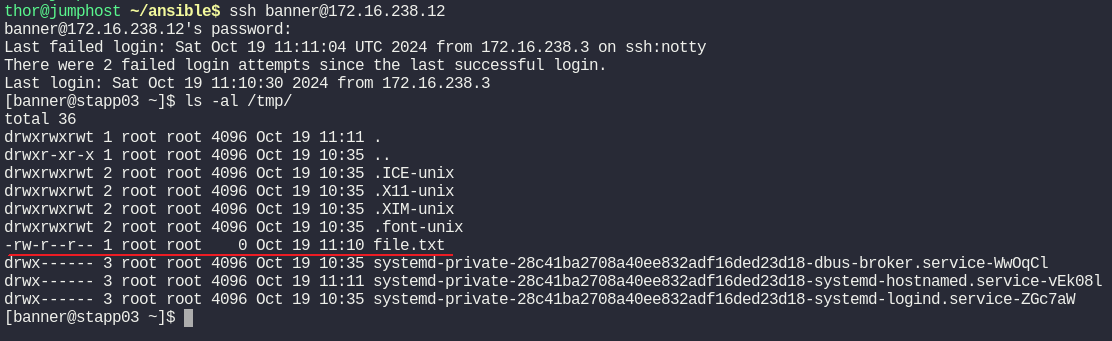 thor@jumphost ~/ansible$ ssh banner@172.16.238.12
banner@172.16.238.12's password:
Last failed login: Sat Oct 19 11:11:04 UTC 2024 from 172.16.238.3 on ssh:notty
There were 2 failed login attempts since the last successful login.
Last login: Sat Oct 19 11:10:30 2024 from 172.16.238.3
[banner@stapp03 ~]$ ls -al /tmp/
total 36
drwxrwxrwt 1 root root 4096 Oct 19 11:11 .
drwxr-xr-x 1 root root 4096 Oct 19 10:35 ..
drwxrwxrwt 2 root root 4096 Oct 19 10:35 .ICE-unix
drwxrwxrwt 2 root root 4096 Oct 19 10:35 .X11-unix
drwxrwxrwt 2 root root 4096 Oct 19 10:35 .XIM-unix
drwxrwxrwt 2 root root 4096 Oct 19 10:35 .font-unix
-rw-r--r-- 1 root root    0 Oct 19 11:10 file.txt
drwx------ 3 root root 4096 Oct 19 10:35 systemd-private-28c41ba2708a40ee832adf16ded23d18-dbus-broker.service-WwOqCl
drwx------ 3 root root 4096 Oct 19 11:11 systemd-private-28c41ba2708a40ee832adf16ded23d18-systemd-hostnamed.service-vEk08l
drwx------ 3 root root 4096 Oct 19 10:35 systemd-private-28c41ba2708a40ee832adf16ded23d18-systemd-logind.service-ZGc7aW
[banner@stapp03 ~]$